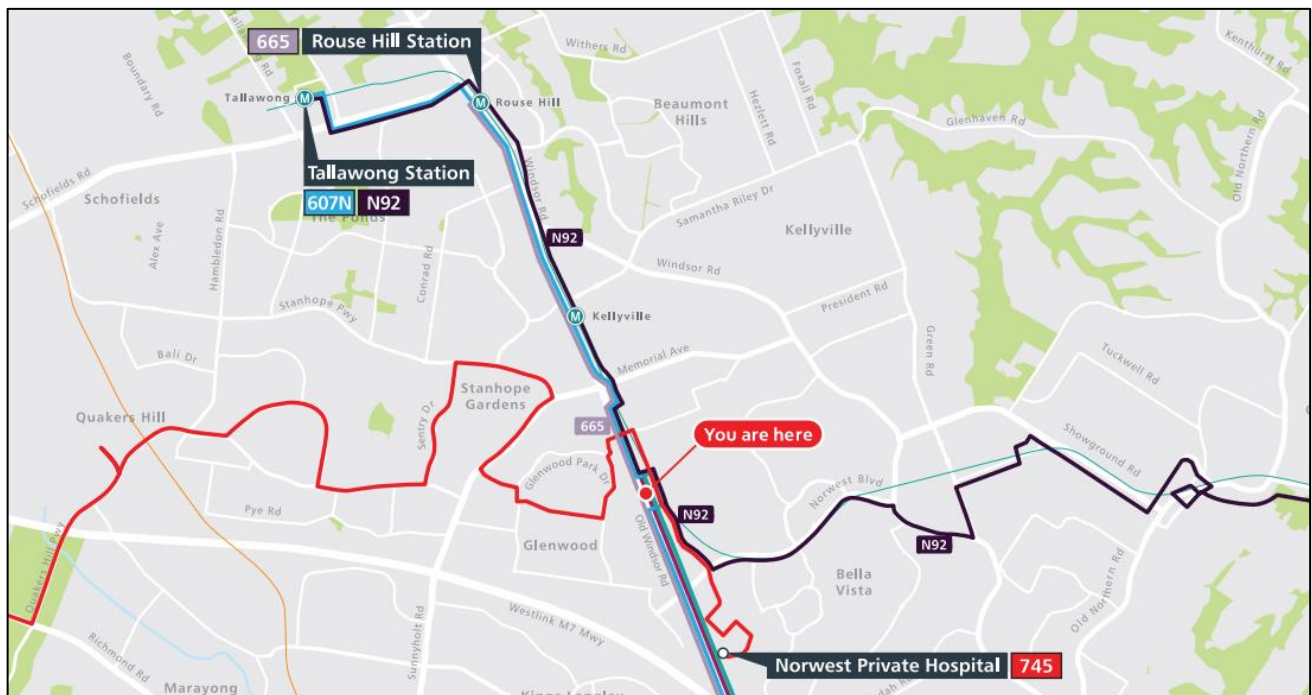 665 Rouse Hill Station
Withers Rd
Kenthurst Rd
Boundary Rd
Tallawong
M
M
Rouse Hill
Beaumont
Hills
Hezlett Rd
Foxall Rd
Glenhaven Rd
Old Northern Rd
Schofields Rd
Tallawong Station
607N N92
The Ponds
Schofields
Windsor Rd
Samantha Riley Dr
Alex Ave
Hambledon Rd
Conrad Rd
N92
Kellyville
Windsor Rd
President Rd
Stanhope Pwy
M
Kellyville
Green Rd
Bali Dr
Memorial Ave
Tuckwell Rd
Quakers Hill
Sentry Dr
Stanhope
Gardens
665
You are here
Showground Rd
Glenwood Park Dr
Norwest Blvd
Pye Rd
N92
N92
Glenwood
Old Windsor Rd
Quakers Hill Pwy
Bella
Vista
Old Northern Rd
Westlink M7 Mwy
Sunnyholt Rd
Richmond Rd
Norwest Private Hospital 745
Marayong
Kings Langley